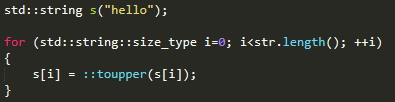 std::string s("hello");
for (std::string::size_type i=0; i<str.length(); ++i)
{
    s[i] = ::toupper(s[i]);
}